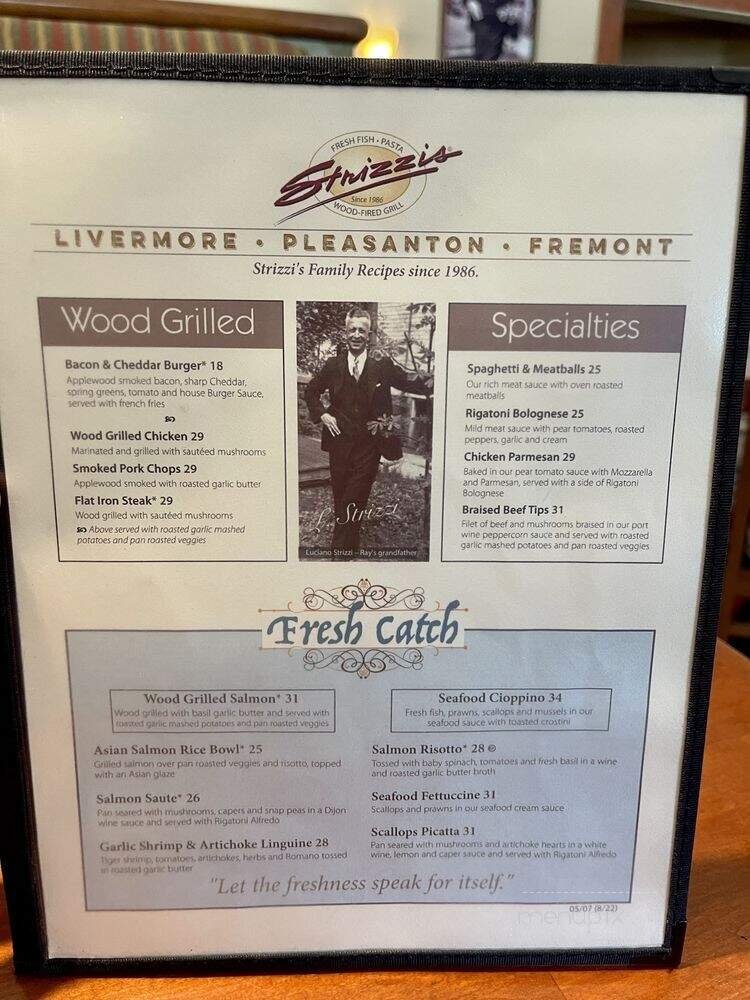 FRESH FISH • PASTA
Strizzi's
Since 1986
WOOD-FIRED GRILL
LIVERMORE • PLEASANTON • FREMONT
Strizzi's Family Recipes since 1986.
Wood Grilled
Bacon & Cheddar Burger* 18
Applewood smoked bacon, sharp Cheddar,
spring greens, tomato and house Burger Sauce,
served with french fries
Wood Grilled Chicken 29
Marinated and grilled with sautéed mushrooms
Smoked Pork Chops 29
Applewood smoked with roasted garlic butter
Flat Iron Steak* 29
Wood grilled with sautéed mushrooms
Above served with roasted garlic mashed
potatoes and pan roasted veggies
L. Strizzi
Luciano Strizzi – Ray's grandfather
Specialties
Spaghetti & Meatballs 25
Our rich meat sauce with oven roasted
meatballs
Rigatoni Bolognese 25
Mild meat sauce with pear tomatoes, roasted
peppers, garlic and cream
Chicken Parmesan 29
Baked in our pear tomato sauce with Mozzarella
and Parmesan, served with a side of Rigatoni
Bolognese
Braised Beef Tips 31
Filet of beef and mushrooms braised in our port
wine peppercorn sauce and served with roasted
garlic mashed potatoes and pan roasted veggies
Fresh Catch
Wood Grilled Salmon* 31
Wood grilled with basil garlic butter and served with
roasted garlic mashed potatoes and pan roasted veggies
Asian Salmon Rice Bowl* 25
Grilled salmon over pan roasted veggies and risotto, topped
with an Asian glaze
Salmon Saute* 26
Pan seared with mushrooms, capers and snap peas in a Dijon
wine sauce and served with Rigatoni Alfredo
Garlic Shrimp & Artichoke Linguine 28
Tiger shrimp, tomatoes, artichokes, herbs and Romano tossed
in roasted garlic butter
Seafood Cioppino 34
Fresh fish, prawns, scallops and mussels in our
seafood sauce with toasted crostini
Salmon Risotto* 28
Tossed with baby spinach, tomatoes and fresh basil in a wine
and roasted garlic butter broth
Seafood Fettuccine 31
Scallops and prawns in our seafood cream sauce
Scallops Picatta 31
Pan seared with mushrooms and artichoke hearts in a white
wine, lemon and caper sauce and served with Rigatoni Alfredo
"Let the freshness speak for itself."
05/07 (8/22)
menupix